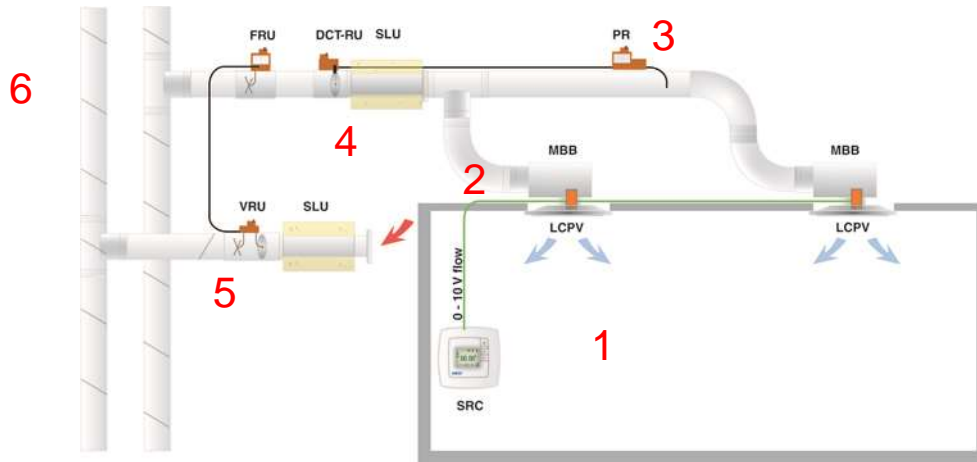 FRU
DCT-RU
SLU
PR
3
6
4
MBB
MBB
2
VRU
SLU
LCPV
LCPV
5
0 - 10 V flow
1
SRC